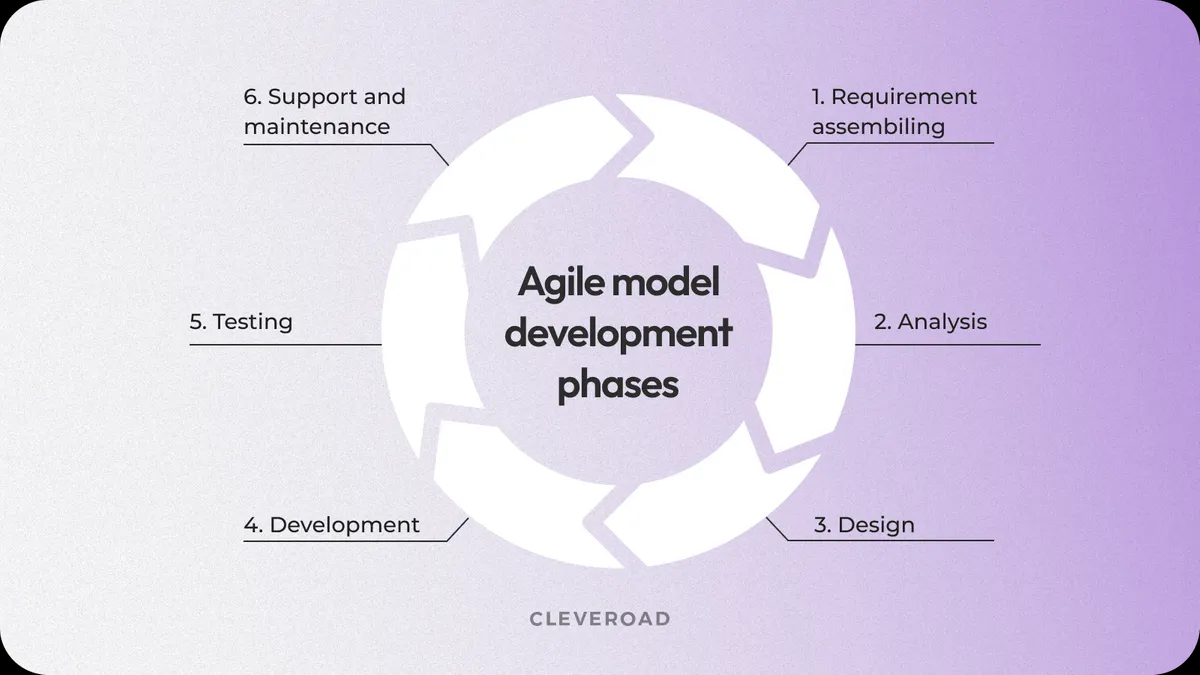 Agile model
development
phases
1. Requirement
assembiling
2. Analysis
3. Design
4. Development
5. Testing
6. Support and
maintenance
CLEVEROAD